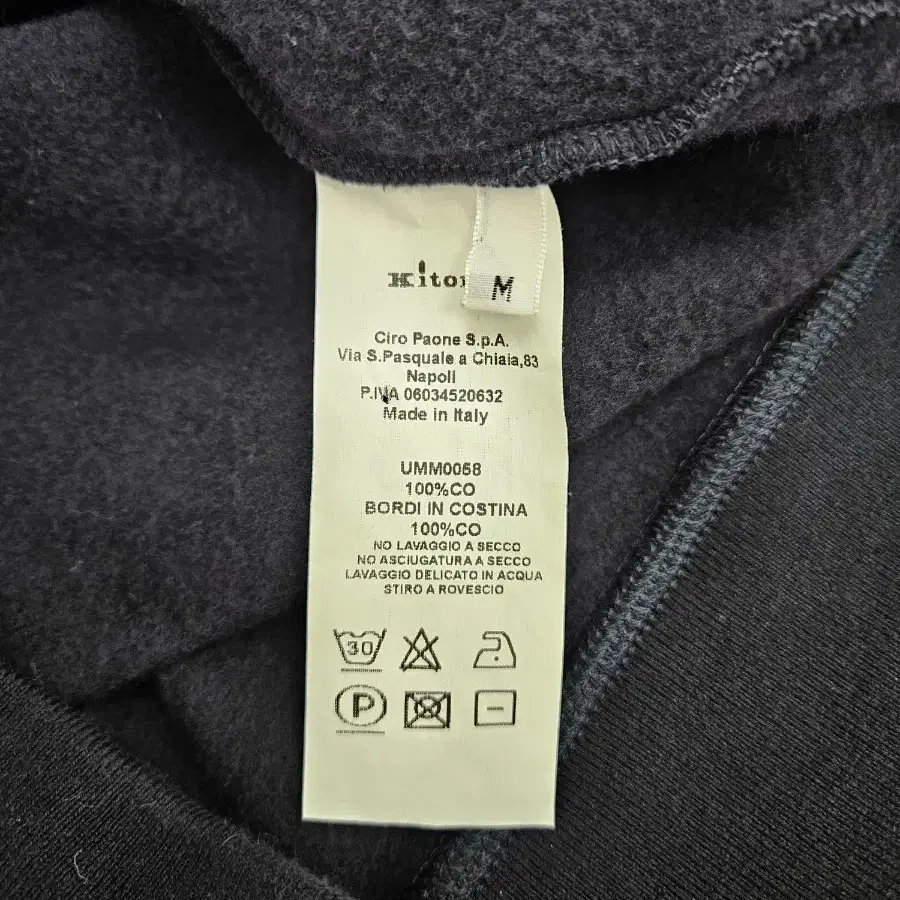 Kiton
M
Ciro Paone S.p.A.
Via S.Pasquale a Chiaia,83
Napoli
P.IVA 06034520632
Made in Italy
UMM0058
100%CO
BORDI IN COSTINA
100%CO
NO LAVAGGIO A SECCO
NO ASCIUGATURA A SECCO
LAVAGGIO DELICATO IN ACQUA
STIRO A ROVESCIO
30
P